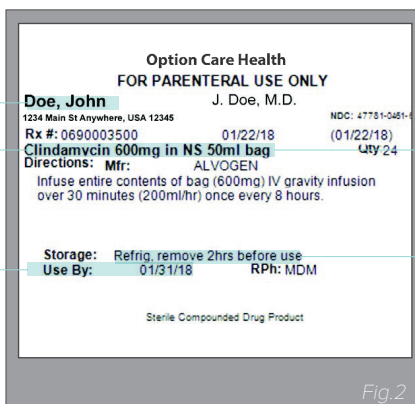 Option Care Health
FOR PARENTERAL USE ONLY
Doe, John J. Doe, M.D.
1234 Main St Anywhere, USA 12345 NDC: 47781-0461-6
Rx #: 0690003500 01/22/18 (01/22/18)
Clindamycin 600mg in NS 50ml bag Qty 24
Directions: Mfr: ALVOGEN
Infuse entire contents of bag (600mg) IV gravity infusion
over 30 minutes (200ml/hr) once every 8 hours.
Storage: Refrig, remove 2hrs before use
Use By: 01/31/18 RPh: MDM
Sterile Compounded Drug Product
Fig.2